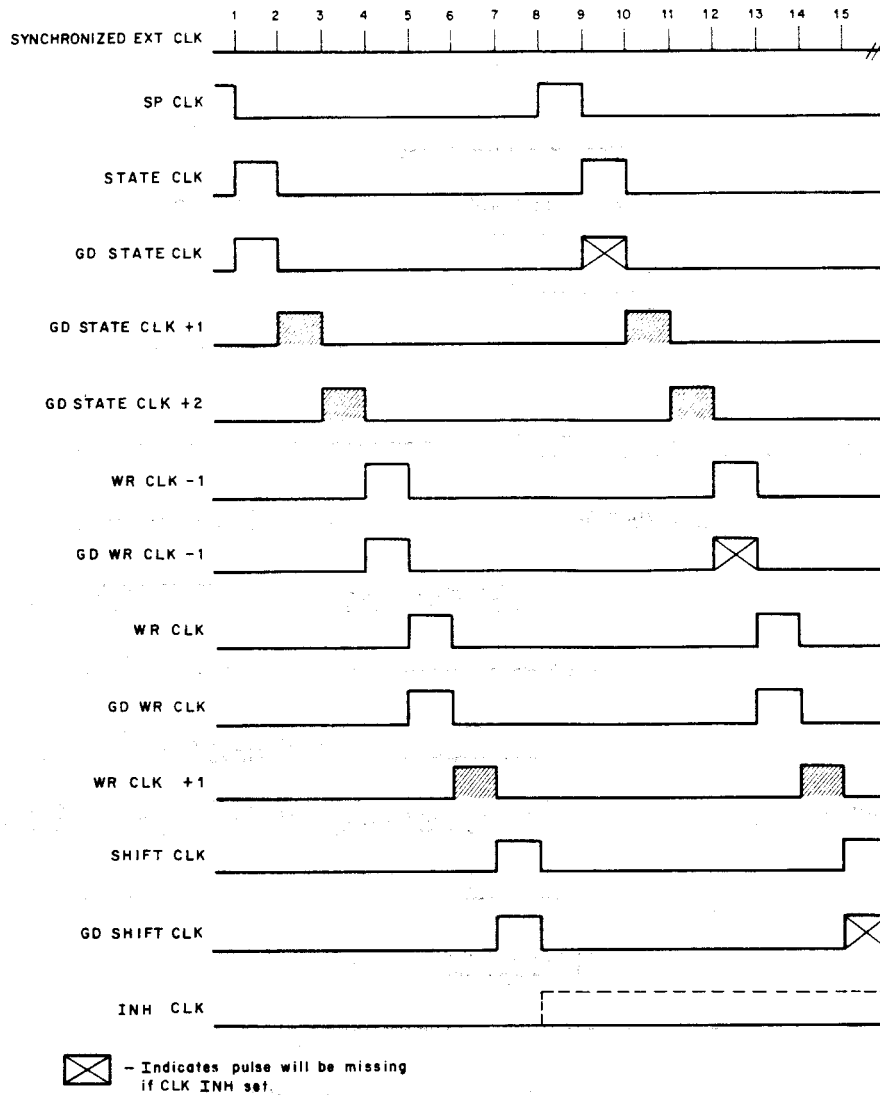 1 2 3 4 5 6 7 8 9 10 11 12 13 14 15
SYNCHRONIZED EXT CLK
SP CLK
STATE CLK
GD STATE CLK
GD STATE CLK +1
GD STATE CLK +2
WR CLK -1
GD WR CLK -1
WR CLK
GD WR CLK
WR CLK +1
SHIFT CLK
GD SHIFT CLK
INH CLK
- Indicates pulse will be missing
if CLK INH set.